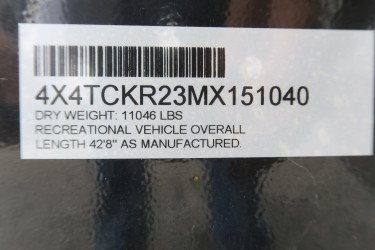 4X4TCKR23MX151040
DRY WEIGHT: 11046 LBS
RECREATIONAL VEHICLE OVERALL
LENGTH 42'8" AS MANUFACTURED.